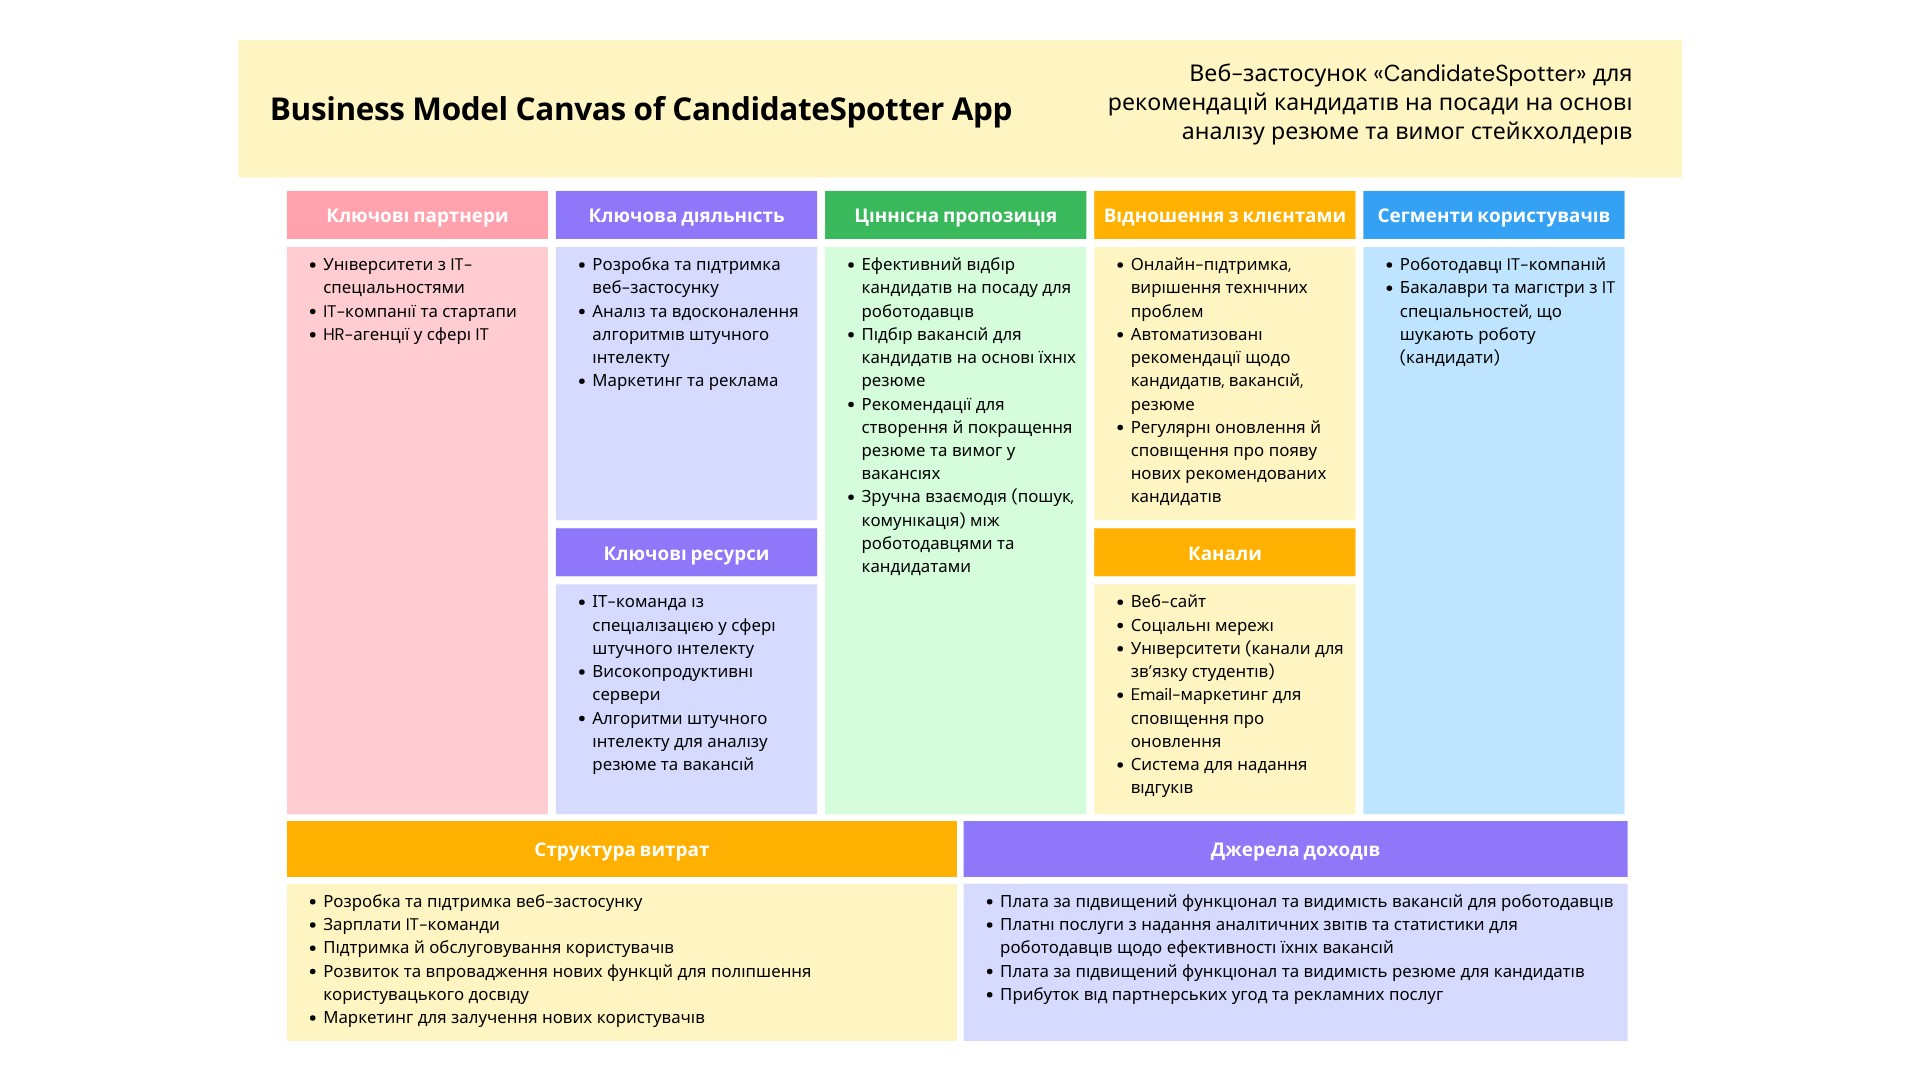 Business Model Canvas of CandidateSpotter App
Веб-застосунок «CandidateSpotter» для
рекомендацій кандидатів на посади на основі
аналізу резюме та вимог стейкхолдерів
Ключові партнери
Університети з ІТ-
спеціальностями
ІТ-компанії та стартапи
HR-агенції у сфері ІТ
Ключова діяльність
Розробка та підтримка
веб-застосунку
Аналіз та вдосконалення
алгоритмів штучного
інтелекту
Маркетинг та реклама
Ключові ресурси
ІТ-команда із
спеціалізацією у сфері
штучного інтелекту
Високопродуктивні
сервери
Алгоритми штучного
інтелекту для аналізу
резюме та вакансій
Ціннісна пропозиція
Ефективний відбір
кандидатів на посаду для
роботодавців
Підбір вакансій для
кандидатів на основі їхніх
резюме
Рекомендації для
створення й покращення
резюме та вимог у
вакансіях
Зручна взаємодія (пошук,
комунікація) між
роботодавцями та
кандидатами
Відношення з клієнтами
Онлайн-підтримка,
вирішення технічних
проблем
Автоматизовані
рекомендації щодо
кандидатів, вакансій,
резюме
Регулярні оновлення й
сповіщення про появу
нових рекомендованих
кандидатів
Канали
Веб-сайт
Соціальні мережі
Університети (канали для
зв’язку студентів)
Email-маркетинг для
сповіщення про
оновлення
Система для надання
відгуків
Сегменти користувачів
Роботодавці ІТ-компаній
Бакалаври та магістри з ІТ
спеціальностей, що
шукають роботу
(кандидати)
Структура витрат
Розробка та підтримка веб-застосунку
Зарплати ІТ-команди
Підтримка й обслуговування користувачів
Розвиток та впровадження нових функцій для поліпшення
користувацького досвіду
Маркетинг для залучення нових користувачів
Джерела доходів
Плата за підвищений функціонал та видимість вакансій для роботодавців
Платні послуги з надання аналітичних звітів та статистики для
роботодавців щодо ефективності їхніх вакансій
Плата за підвищений функціонал та видимість резюме для кандидатів
Прибуток від партнерських угод та рекламних послуг